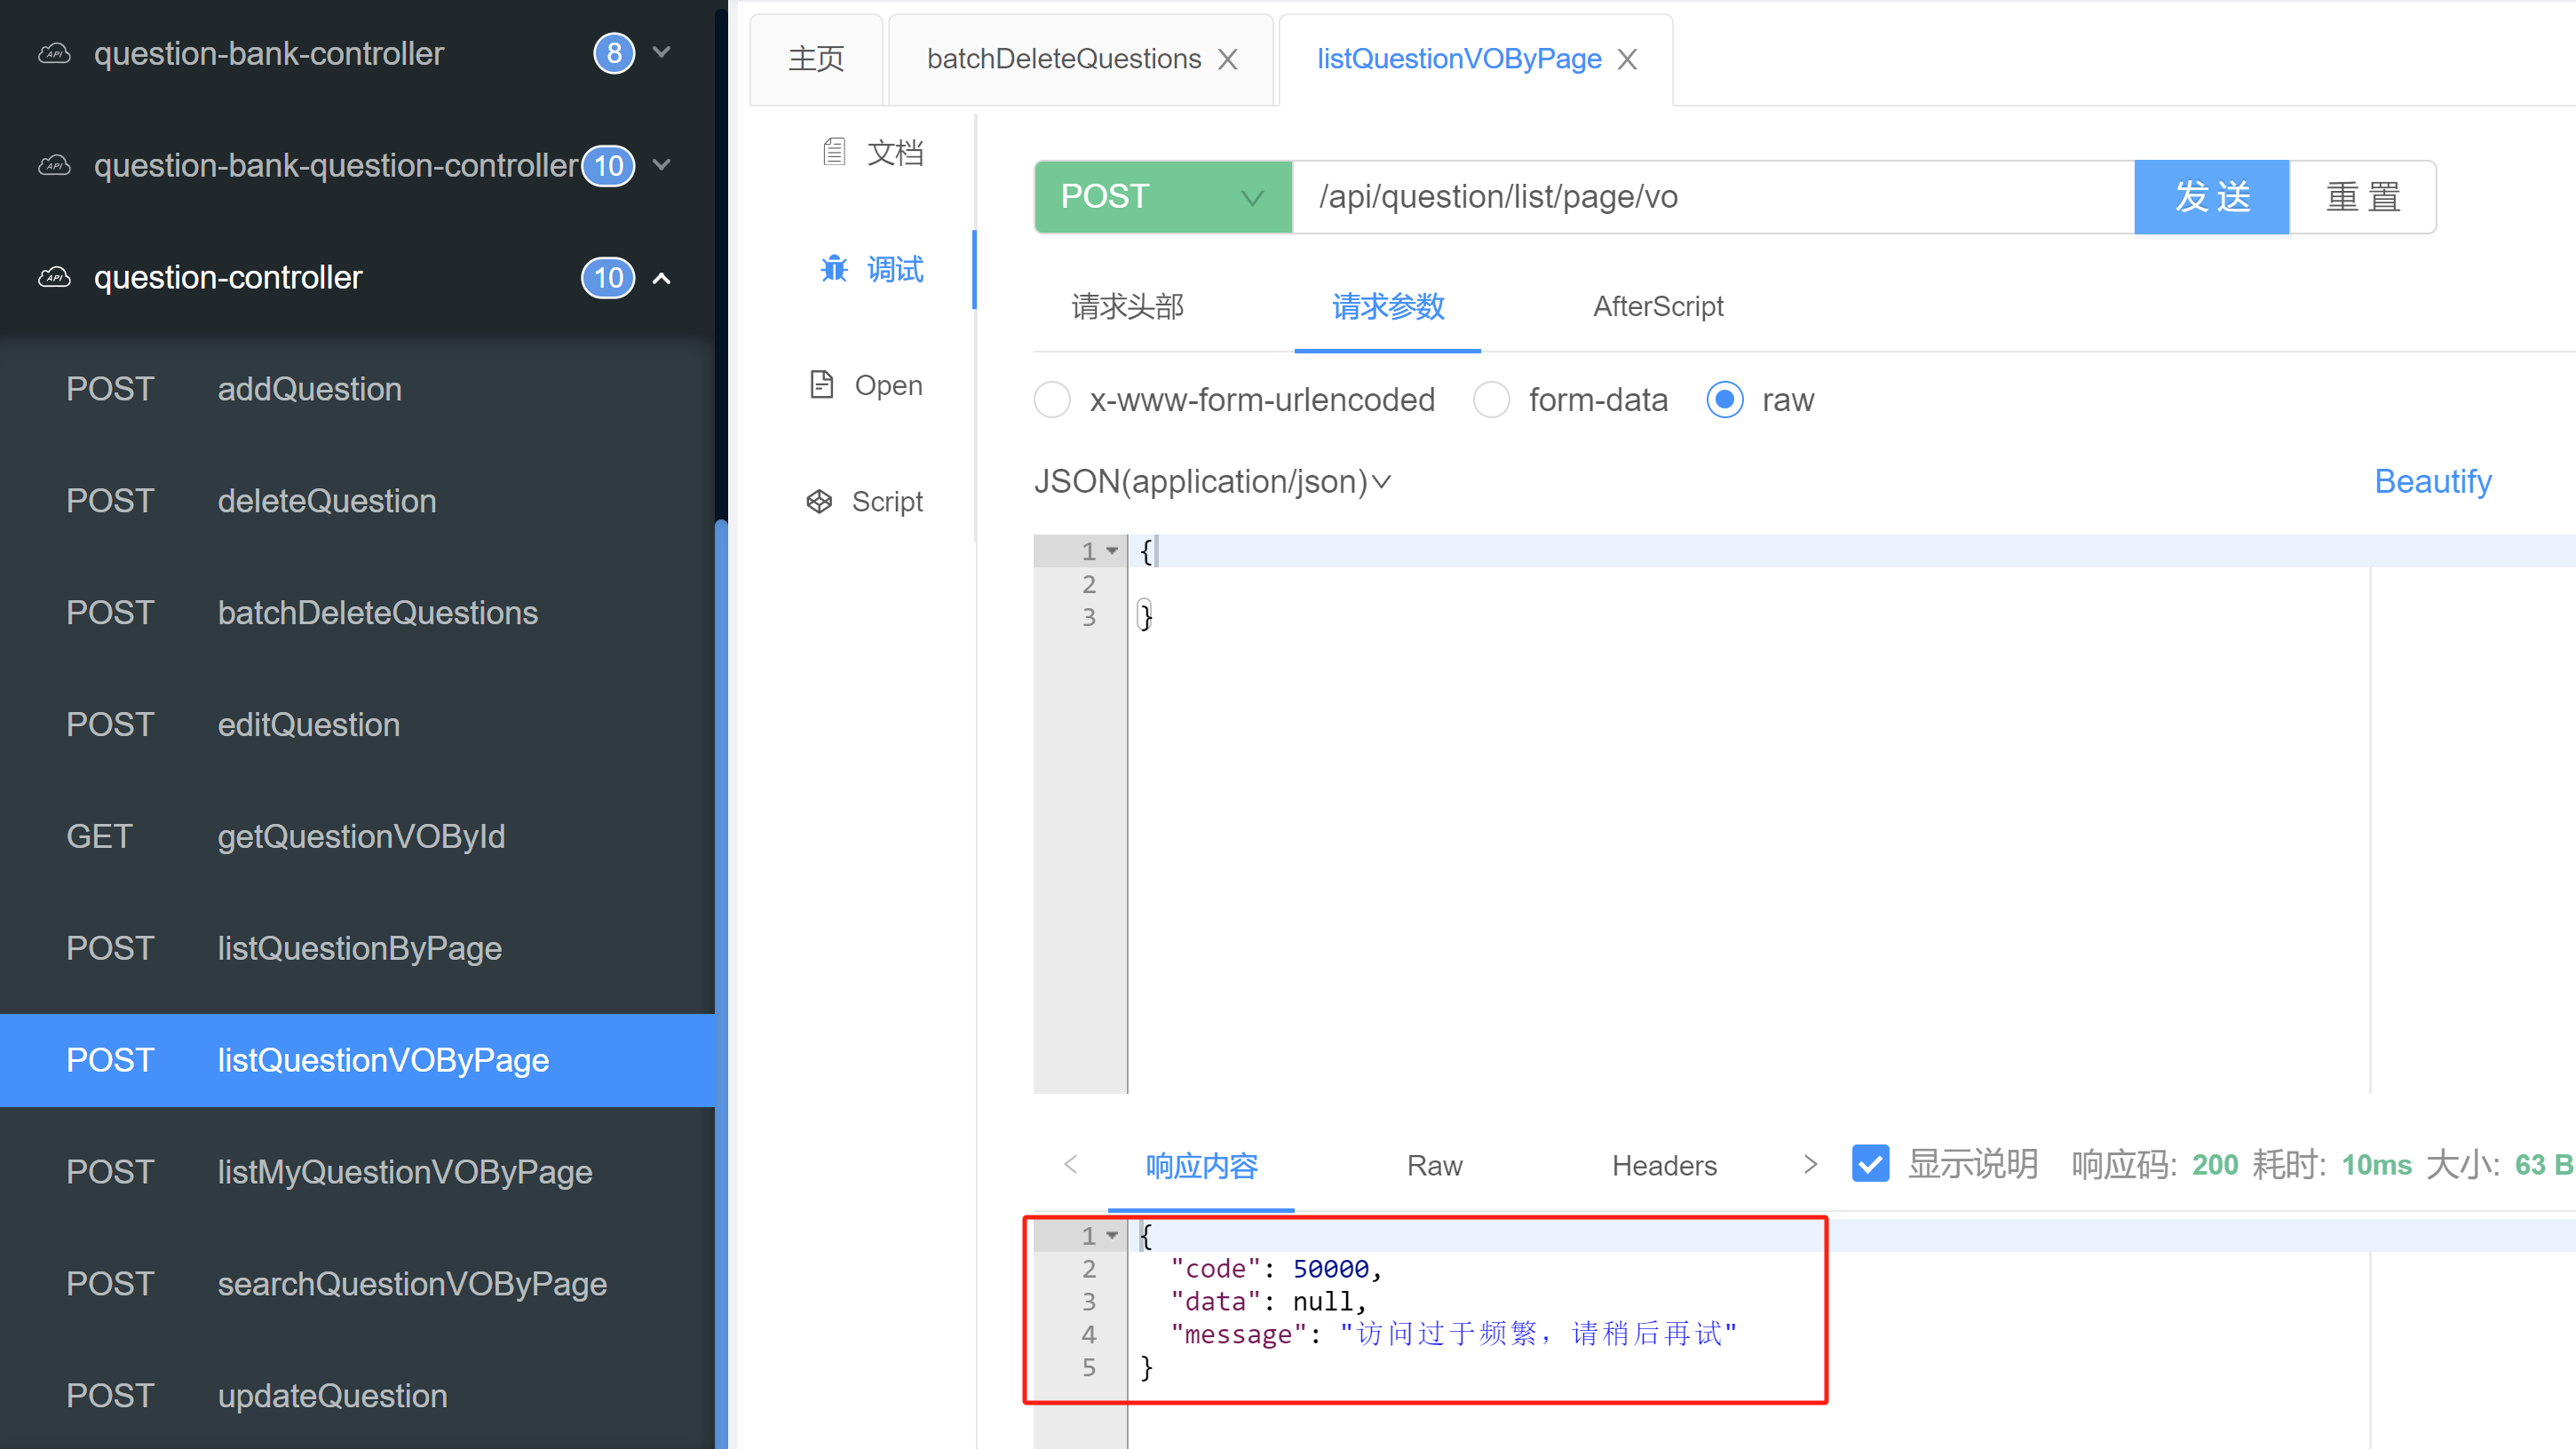 question-bank-controller 8
question-bank-question-controller 10
question-controller 10
POST addQuestion
POST deleteQuestion
POST batchDeleteQuestions
POST editQuestion
GET getQuestionVOById
POST listQuestionByPage
POST listQuestionVOByPage
POST listMyQuestionVOByPage
POST searchQuestionVOByPage
POST updateQuestion
主页 batchDeleteQuestions listQuestionVOByPage
文档
调试
Open
Script
POST /api/question/list/page/vo 发送 重置
请求头部 请求参数 AfterScript
x-www-form-urlencoded form-data raw
JSON(application/json) Beautify
1 {
2
3 }
响应内容 Raw Headers 显示说明 响应码: 200 耗时: 10ms 大小: 63 B
1 {
2 "code": 50000,
3 "data": null,
4 "message": "访问过于频繁，请稍后再试"
5 }